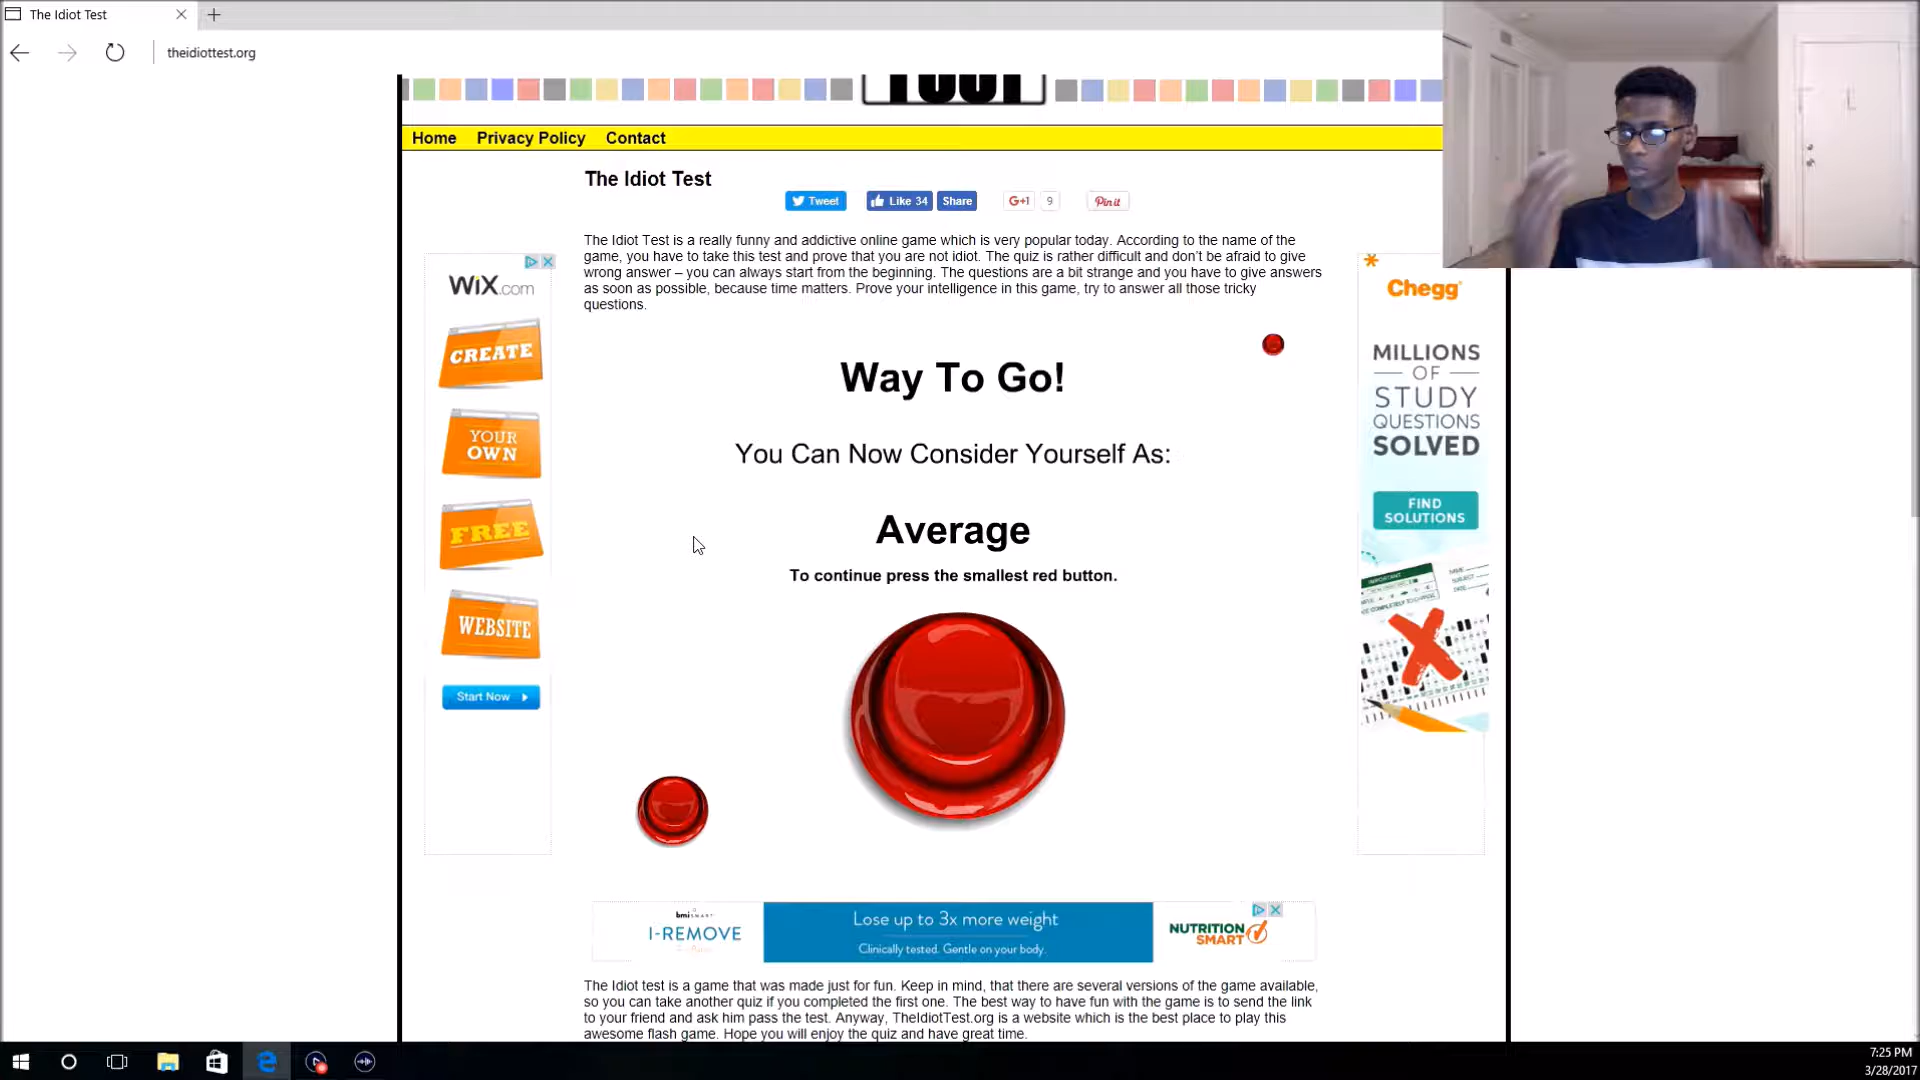 The Idiot Test
theidiottest.org
Home Privacy Policy Contact
The Idiot Test
Tweet Like 34 Share G+1 9 Pin it
The Idiot Test is a really funny and addictive online game which is very popular today. According to the name of the
game, you have to take this test and prove that you are not idiot. The quiz is rather difficult and don't be afraid to give
wrong answer – you can always start from the beginning. The questions are a bit strange and you have to give answers
as soon as possible, because time matters. Prove your intelligence in this game, try to answer all those tricky
questions.
WiX.com
CREATE
YOUR
OWN
FREE
WEBSITE
Start Now
Way To Go!
You Can Now Consider Yourself As:
Average
To continue press the smallest red button.
Chegg
MILLIONS
OF
STUDY
QUESTIONS
SOLVED
FIND
SOLUTIONS
bmi SMART
I-REMOVE
Lose up to 3x more weight
Clinically tested. Gentle on your body.
NUTRITION
SMART
The Idiot test is a game that was made just for fun. Keep in mind, that there are several versions of the game available,
so you can take another quiz if you completed the first one. The best way to have fun with the game is to send the link
to your friend and ask him pass the test. Anyway, TheIdiotTest.org is a website which is the best place to play this
awesome flash game. Hope you will enjoy the quiz and have great time.
7:25 PM
3/28/2017